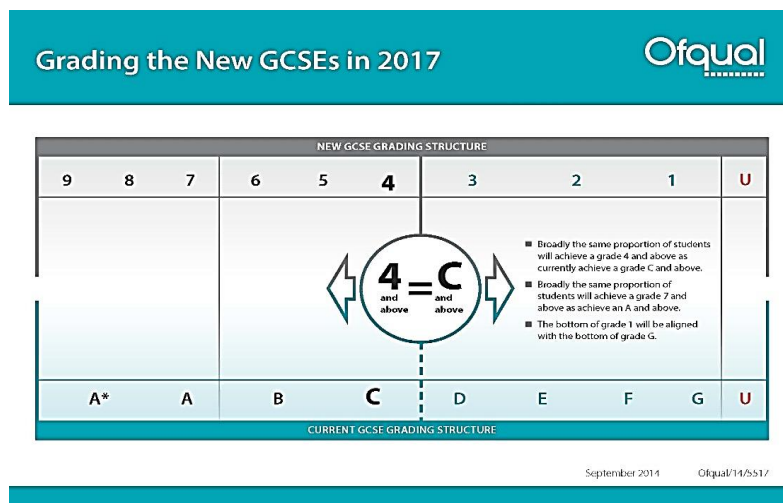 Grading the New GCSEs in 2017
Ofqual
NEW GCSE GRADING STRUCTURE
9 8 7 6 5 4 3 2 1 U
4 and above = C and above
■ Broadly the same proportion of students
will achieve a grade 4 and above as
currently achieve a grade C and above.
■ Broadly the same proportion of
students will achieve a grade 7 and
above as achieve an A and above.
■ The bottom of grade 1 will be aligned
with the bottom of grade G.
A* A B C D E F G U
CURRENT GCSE GRADING STRUCTURE
September 2014 Ofqual/14/5517